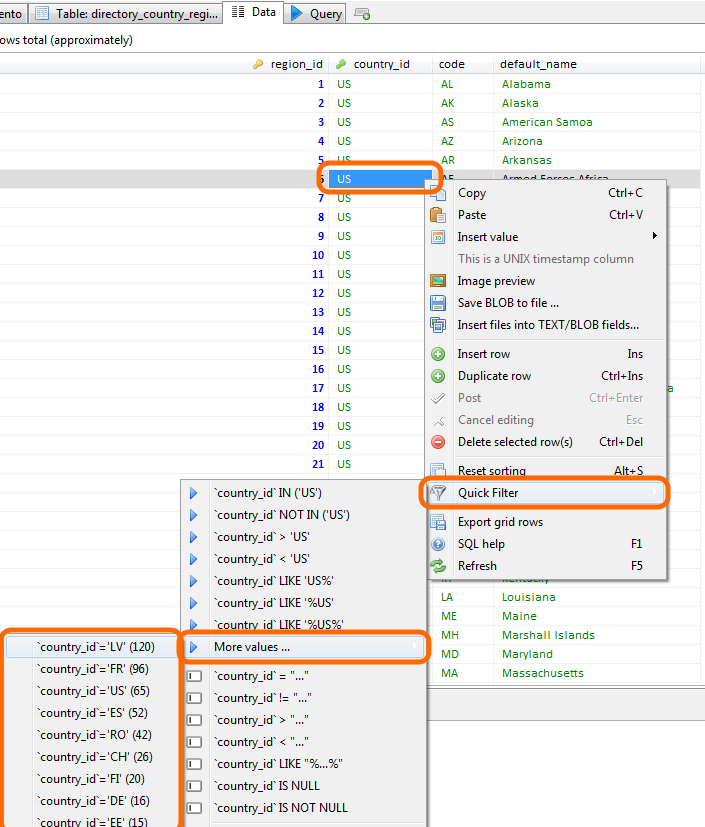 ento
Table: directory_country_regi...
Data
Query
ows total (approximately)
region_id
country_id
code
default_name
1 US AL Alabama
2 US AK Alaska
3 US AS American Samoa
4 US AZ Arizona
5 US AR Arkansas
6 US AF Armed Forces Africa
7 US
8 US
9 US
10 US
11 US
12 US
13 US
14 US
15 US
16 US
17 US
18 US
19 US
20 US
21 US
Copy Ctrl+C
Paste Ctrl+V
Insert value
This is a UNIX timestamp column
Image preview
Save BLOB to file ...
Insert files into TEXT/BLOB fields...
Insert row Ins
Duplicate row Ctrl+Ins
Post Ctrl+Enter
Cancel editing Esc
Delete selected row(s) Ctrl+Del
Reset sorting Alt+S
Quick Filter
Export grid rows
SQL help F1
Refresh F5
KY Kentucky
LA Louisiana
ME Maine
MH Marshall Islands
MD Maryland
MA Massachusetts
`country_id` IN ('US')
`country_id` NOT IN ('US')
`country_id` > 'US'
`country_id` < 'US'
`country_id` LIKE 'US%'
`country_id` LIKE '%US'
`country_id` LIKE '%US%'
More values ...
`country_id` = "..."
`country_id` != "..."
`country_id` > "..."
`country_id` < "..."
`country_id` LIKE "%...%"
`country_id` IS NULL
`country_id` IS NOT NULL
`country_id`='LV' (120)
`country_id`='FR' (96)
`country_id`='US' (65)
`country_id`='ES' (52)
`country_id`='RO' (42)
`country_id`='CH' (26)
`country_id`='FI' (20)
`country_id`='DE' (16)
`country_id`='EE' (15)